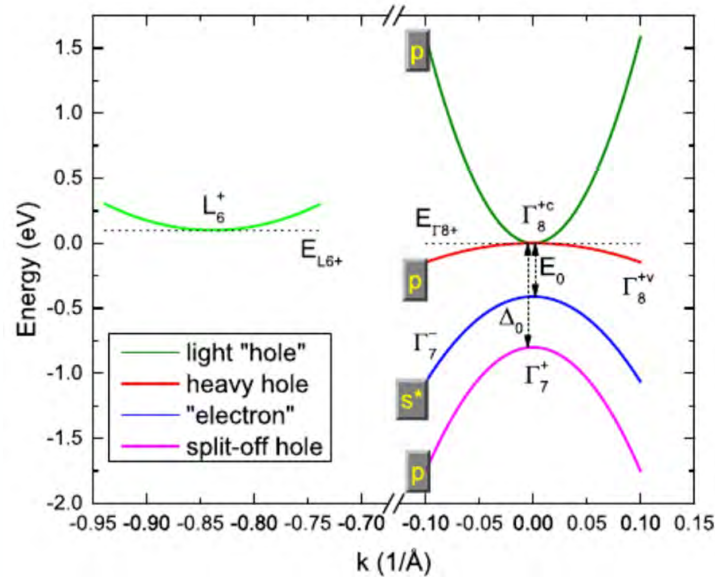 1.5
1.0
0.5
0.0
-0.5
-1.0
-1.5
-2.0
Energy (eV)
L₆⁺
E_L6+
E_Γ8+
Γ₈⁺ᶜ
E₀
Γ₈⁺ᵛ
Δ₀
Γ₇⁻
Γ₇⁺
p
p
s*
p
light "hole"
heavy hole
"electron"
split-off hole
-0.95 -0.90 -0.85 -0.80 -0.75 -0.70 -0.10 -0.05 0.00 0.05 0.10 0.15
k (1/Å)